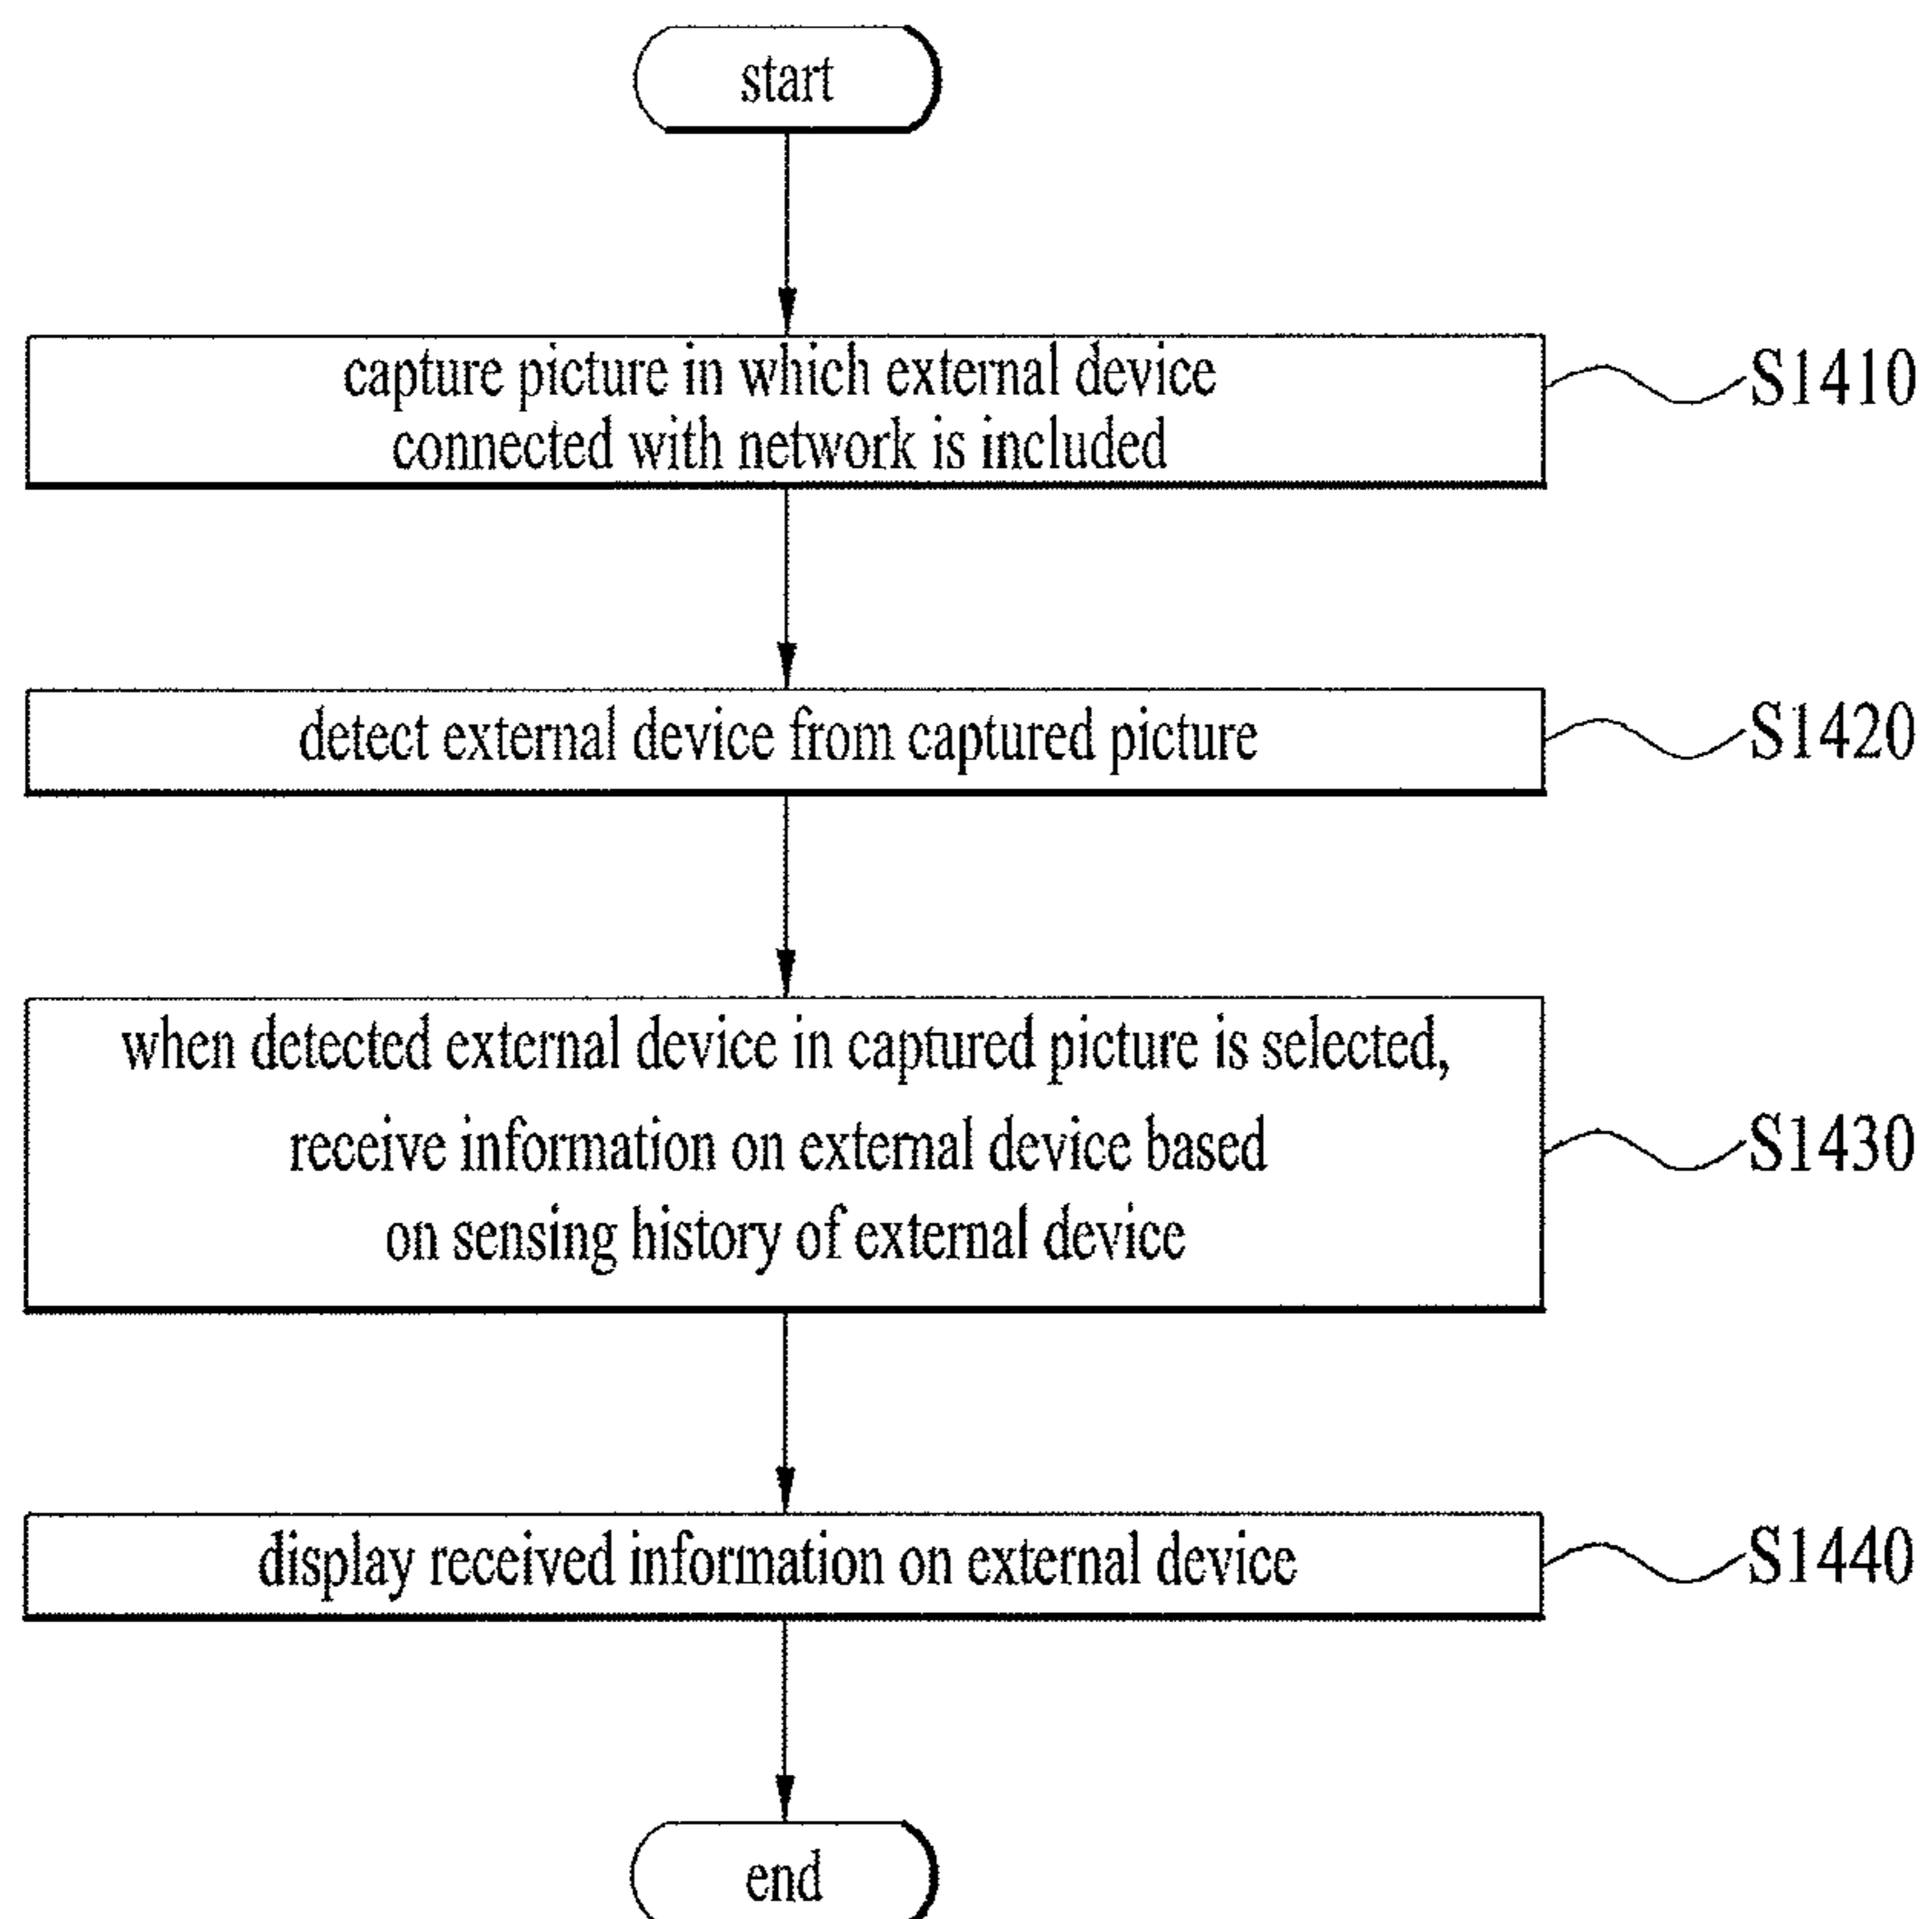 start
capture picture in which external device
connected with network is included
S1410
detect external device from captured picture
S1420
when detected external device in captured picture is selected,
receive information on external device based
on sensing history of external device
S1430
display received information on external device
S1440
end